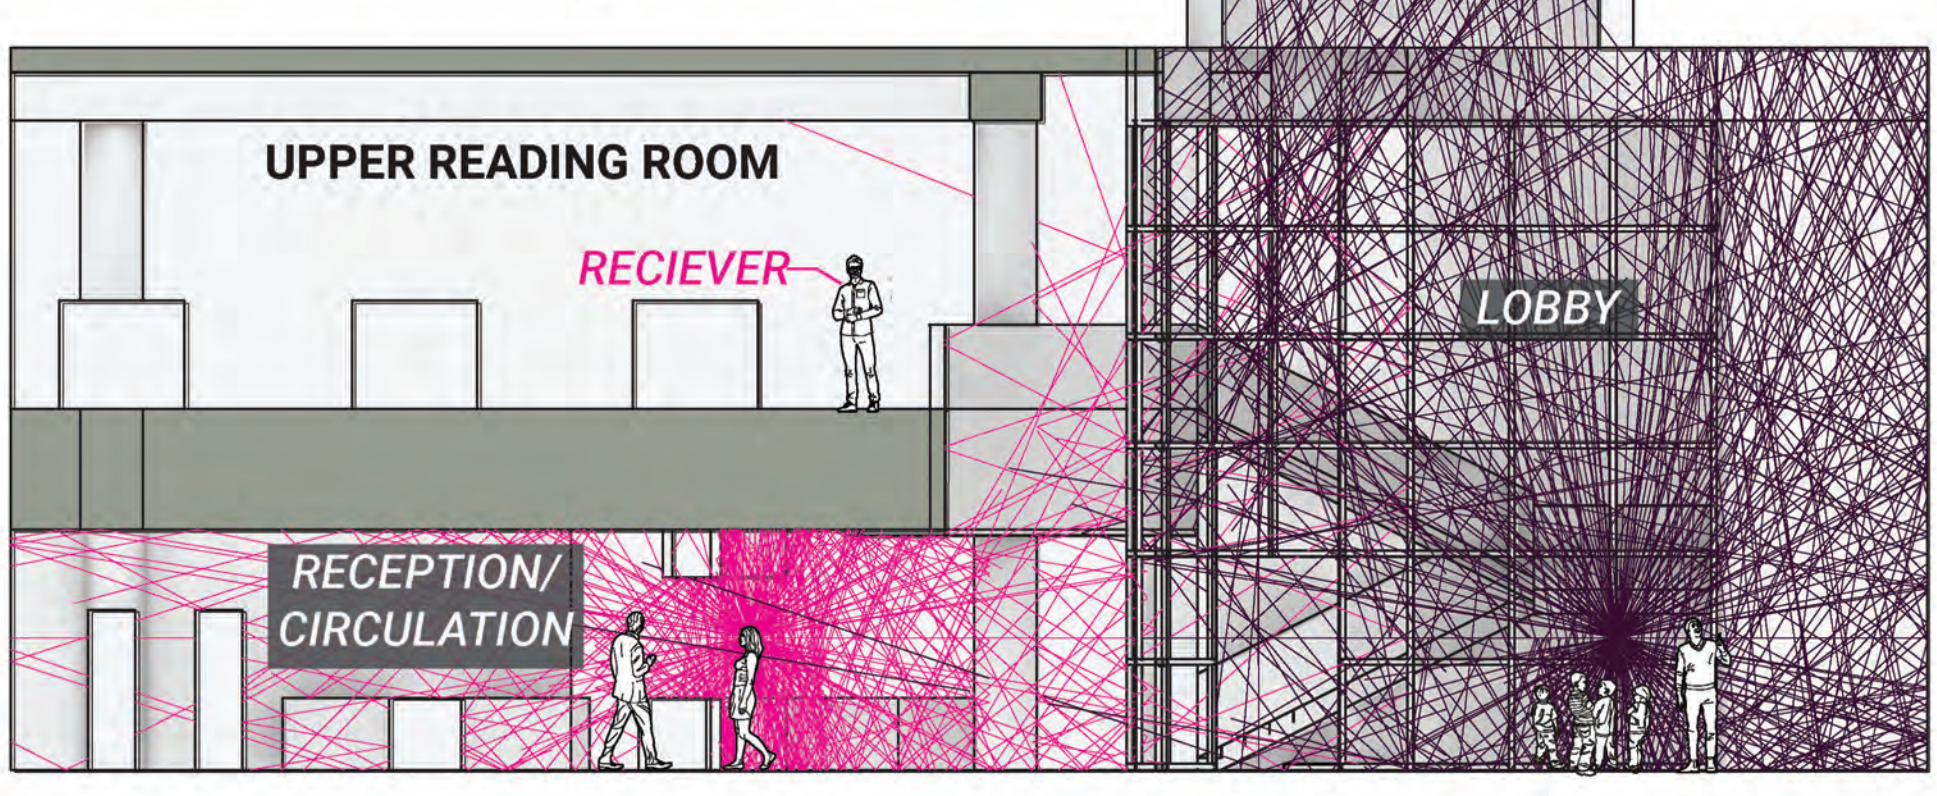 UPPER READING ROOM
RECIEVER
LOBBY
RECEPTION/
CIRCULATION